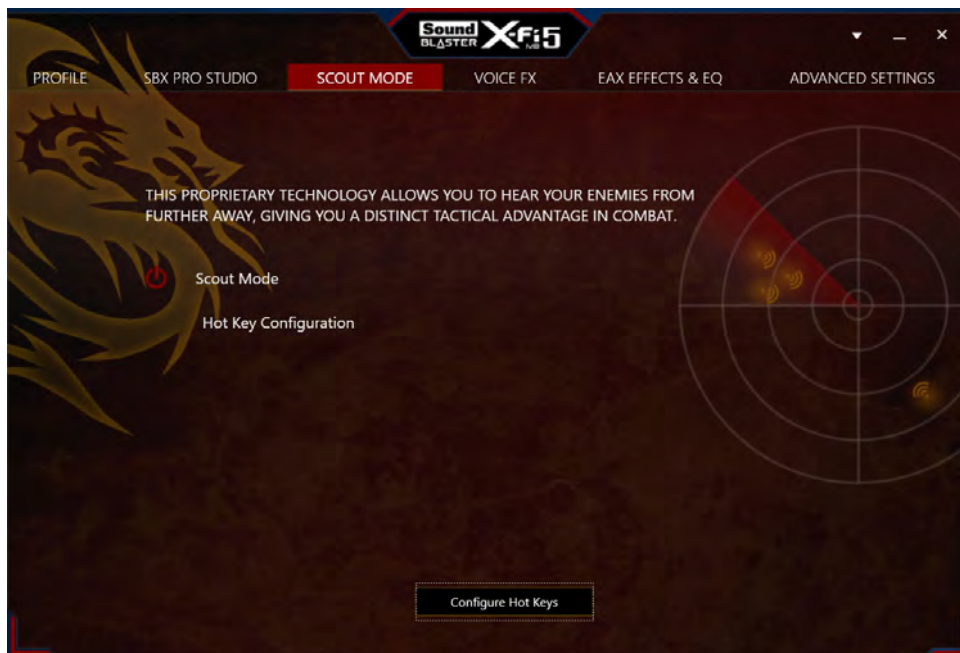 Sound
BLASTER X-Fi5
MB
PROFILE SBX PRO STUDIO SCOUT MODE VOICE FX EAX EFFECTS & EQ ADVANCED SETTINGS
THIS PROPRIETARY TECHNOLOGY ALLOWS YOU TO HEAR YOUR ENEMIES FROM
FURTHER AWAY, GIVING YOU A DISTINCT TACTICAL ADVANTAGE IN COMBAT.
Scout Mode
Hot Key Configuration
Configure Hot Keys